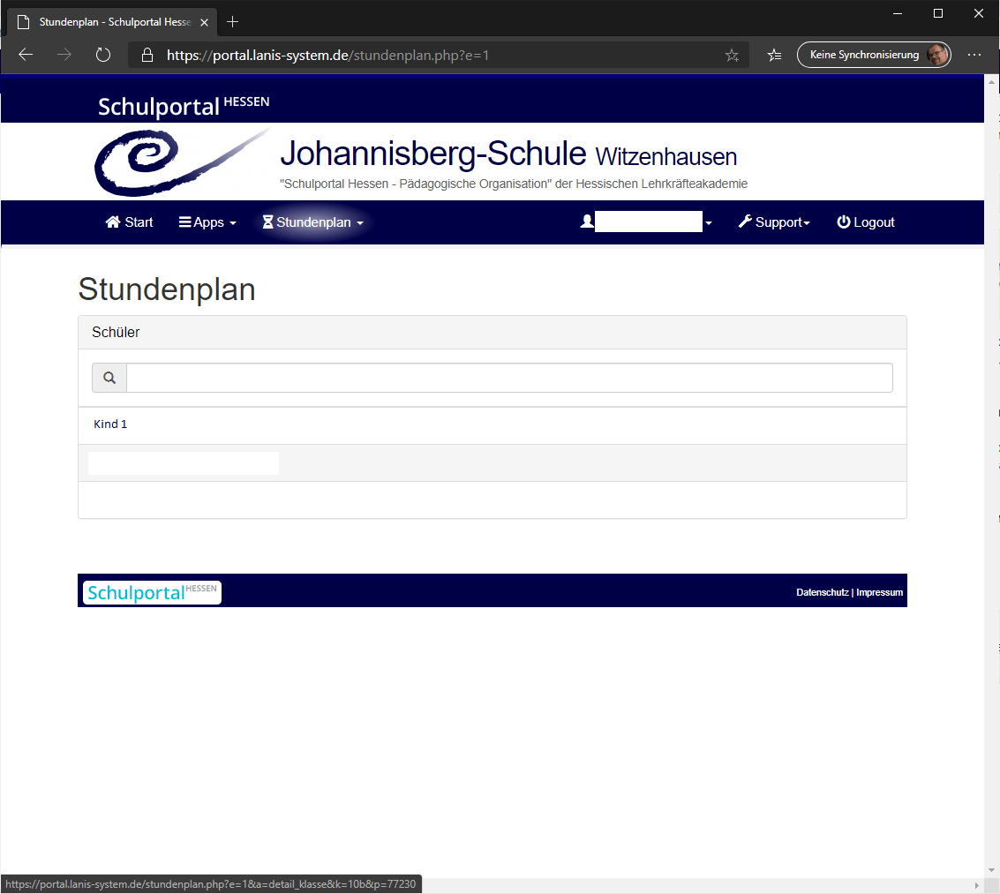 Stundenplan - Schulportal Hesse
https://portal.lanis-system.de/stundenplan.php?e=1
Keine Synchronisierung
Schulportal HESSEN
Johannisberg-Schule Witzenhausen
"Schulportal Hessen - Pädagogische Organisation" der Hessischen Lehrkräfteakademie
Start Apps Stundenplan Support Logout
Stundenplan
Schüler
Kind 1
Schulportal HESSEN
Datenschutz | Impressum
https://portal.lanis-system.de/stundenplan.php?e=1&a=detail_klasse&k=10b&p=77230